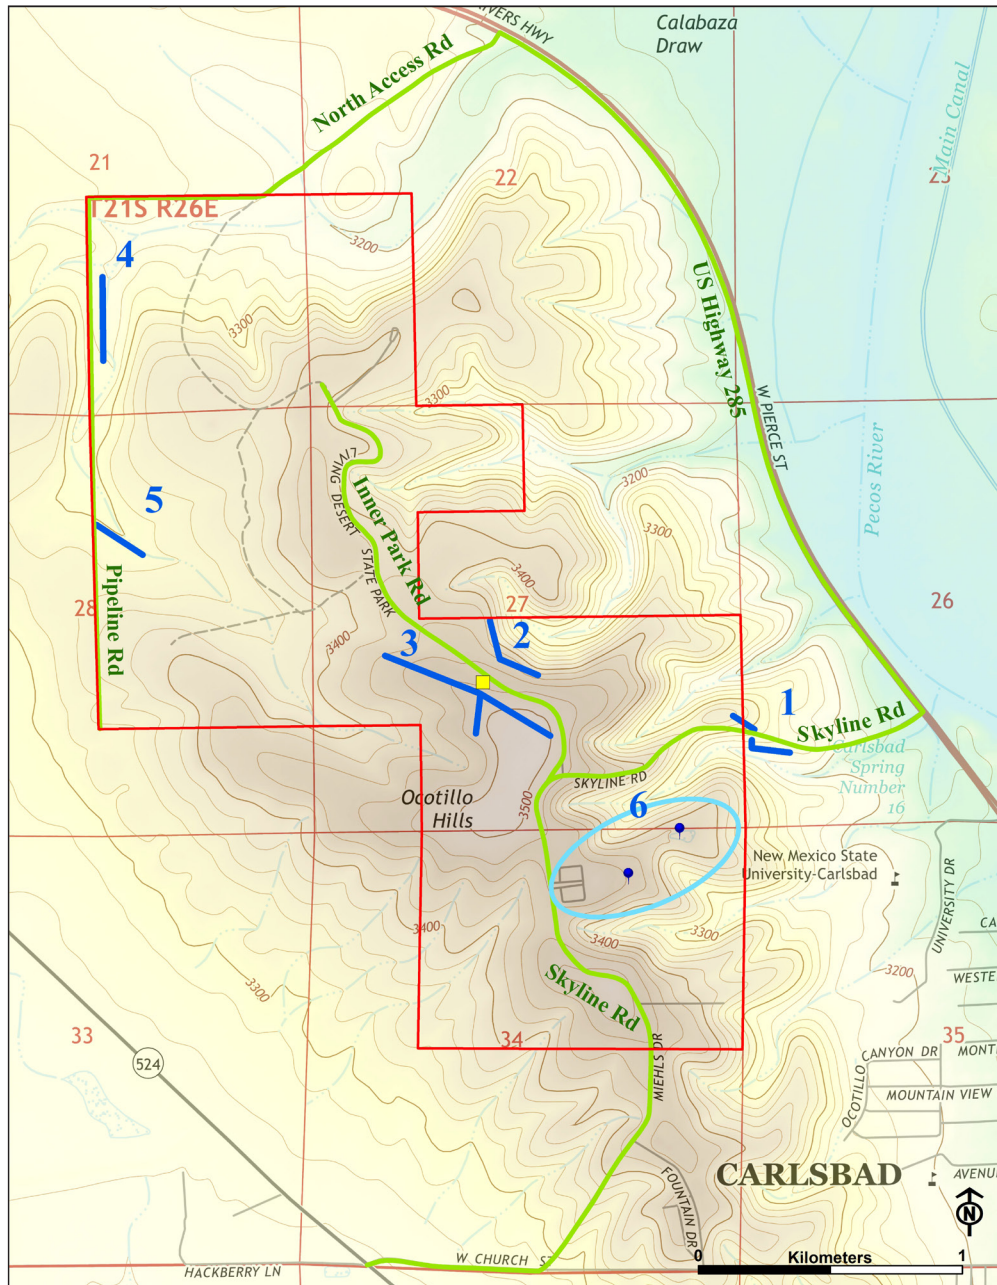 RIVERS HWY
Calabaza
Draw
North Access Rd
Main Canal
21
22
23
T21S R26E
4
3200
US Highway 285
3300
3300
W PIERCE ST
Pecos River
3200
LIVING DESERT STATE PARK
Inner Park Rd
5
3300
3400
Pipeline Rd
28
27
26
3400
3
2
1
Skyline Rd
Carlsbad
Spring
Number
16
SKYLINE RD
6
3500
Ocotillo
Hills
New Mexico State
University-Carlsbad
UNIVERSITY DR
CA
3400
3400
3300
3200
WESTE
3300
Skyline Rd
33
34
35
524
MIEHLS DR
CANYON DR
MONT
OCOTILLO
MOUNTAIN VIEW
CARLSBAD
AVENU
FOUNTAIN DR
N
W CHURCH ST
HACKBERRY LN
0
Kilometers
1